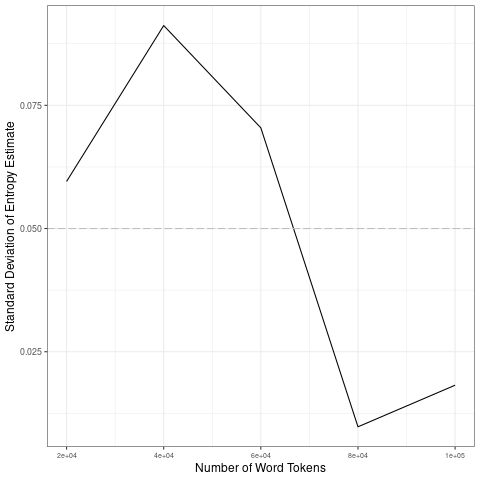 Standard Deviation of Entropy Estimate
0.075
0.050
0.025
2e+04 4e+04 6e+04 8e+04 1e+05
Number of Word Tokens